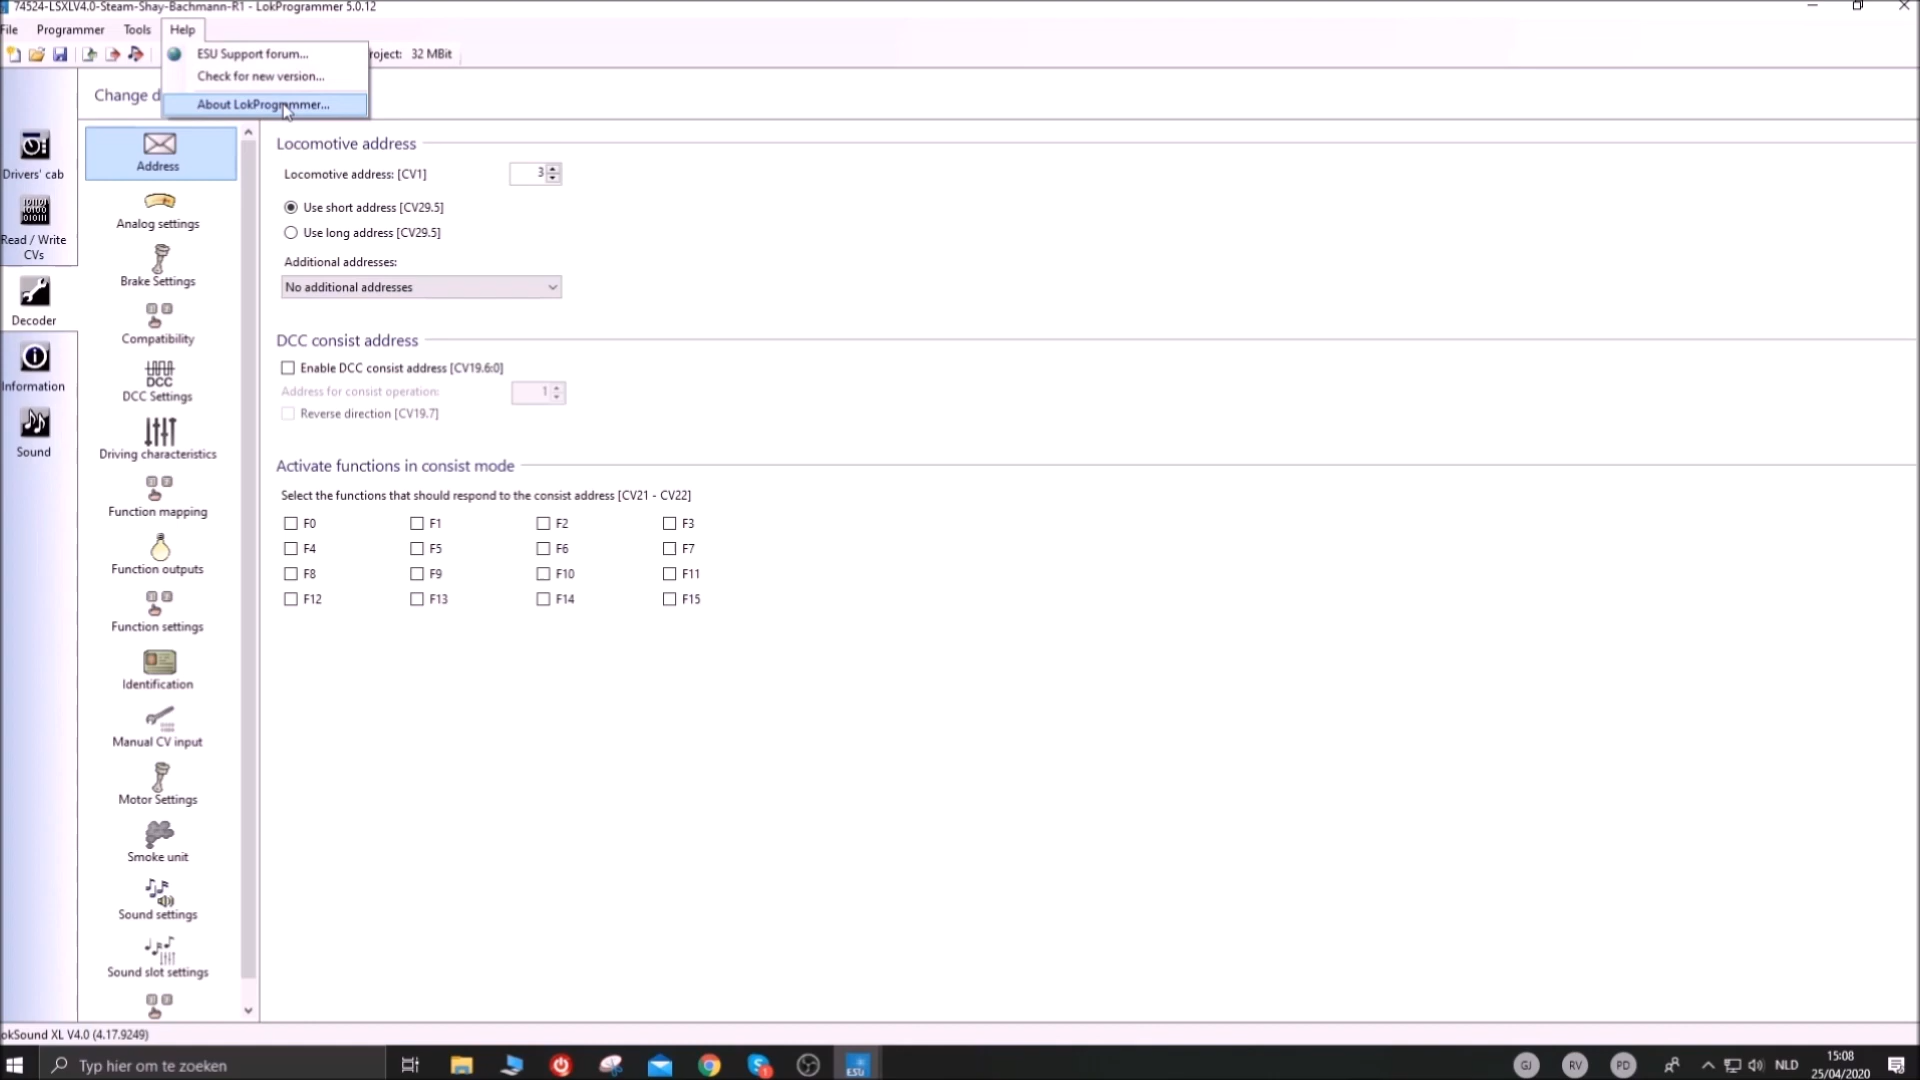 74524-LSXLV4.0-Steam-Shay-Bachmann-R1 - LokProgrammer 5.0.12
File Programmer Tools Help
roject: 32 MBit
ESU Support forum...
Check for new version...
About LokProgrammer...
Change d
Drivers' cab
Read / Write
CVs
Decoder
Information
Sound
Address
Analog settings
Brake Settings
Compatibility
DCC
DCC Settings
Driving characteristics
Function mapping
Function outputs
Function settings
Identification
Manual CV input
Motor Settings
Smoke unit
Sound settings
Sound slot settings
Locomotive address
Locomotive address: [CV1] 3
Use short address [CV29.5]
Use long address [CV29.5]
Additional addresses:
No additional addresses
DCC consist address
Enable DCC consist address [CV19.6:0]
Address for consist operation: 1
Reverse direction [CV19.7]
Activate functions in consist mode
Select the functions that should respond to the consist address [CV21 - CV22]
F0 F1 F2 F3
F4 F5 F6 F7
F8 F9 F10 F11
F12 F13 F14 F15
okSound XL V4.0 (4.17.9249)
Typ hier om te zoeken
ESU
GJ RV PD
NLD
15:08
25/04/2020